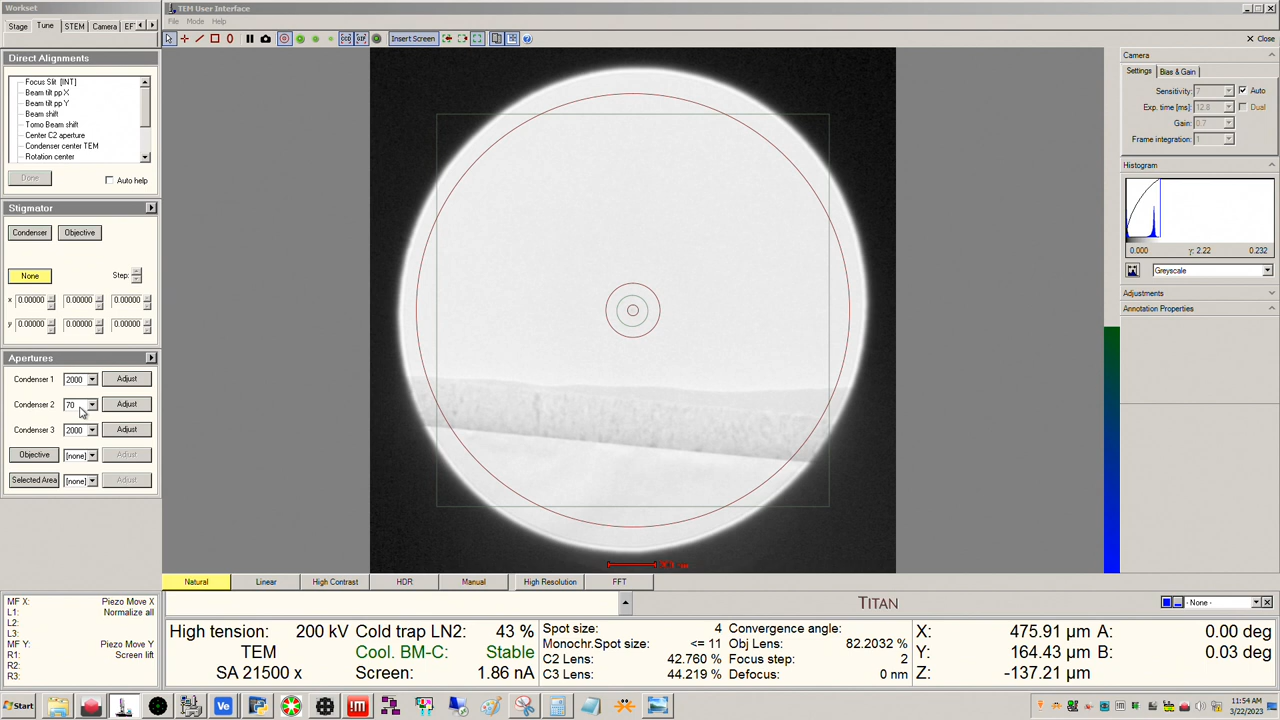 Workset
TEM User Interface
Stage Tune STEM Camera EF
File Mode Help
Insert Screen
Close
Direct Alignments
Focus Slit [INT]
Beam tilt pp X
Beam tilt pp Y
Beam shift
Tomo Beam shift
Center C2 aperture
Condenser center TEM
Rotation center
Done
Auto help
Stigmator
Condenser Objective
None
Step:
x 0.00000 0.00000 0.00000
y 0.00000 0.00000 0.00000
Apertures
Condenser 1 2000 Adjust
Condenser 2 70 Adjust
Condenser 3 2000 Adjust
Objective [none] Adjust
Selected Area [none] Adjust
Camera
Settings Bias & Gain
Sensitivity: 7 Auto
Exp. time [ms]: 12.8 Dual
Gain: 0.7
Frame integration: 1
Histogram
0.000 γ: 2.22 0.232
Greyscale
Adjustments
Annotation Properties
Natural Linear High Contrast HDR Manual High Resolution FFT
MF X: Piezo Move X
L1: Normalize all
L2:
L3:
MF Y: Piezo Move Y
R1: Screen lift
R2:
R3:
TITAN
- None -
High tension: 200 kV
TEM
SA 21500 x
Cold trap LN2: 43 %
Cool. BM-C: Stable
Screen: 1.86 nA
Spot size: 4
Monochr.Spot size: <= 11
C2 Lens: 42.760 %
C3 Lens: 44.219 %
Convergence angle:
Obj Lens: 82.2032 %
Focus step: 2
Defocus: 0 nm
X: 475.91 µm
Y: 164.43 µm
Z: -137.21 µm
A: 0.00 deg
B: 0.03 deg
Start
Ve
11:54 AM
3/22/2023